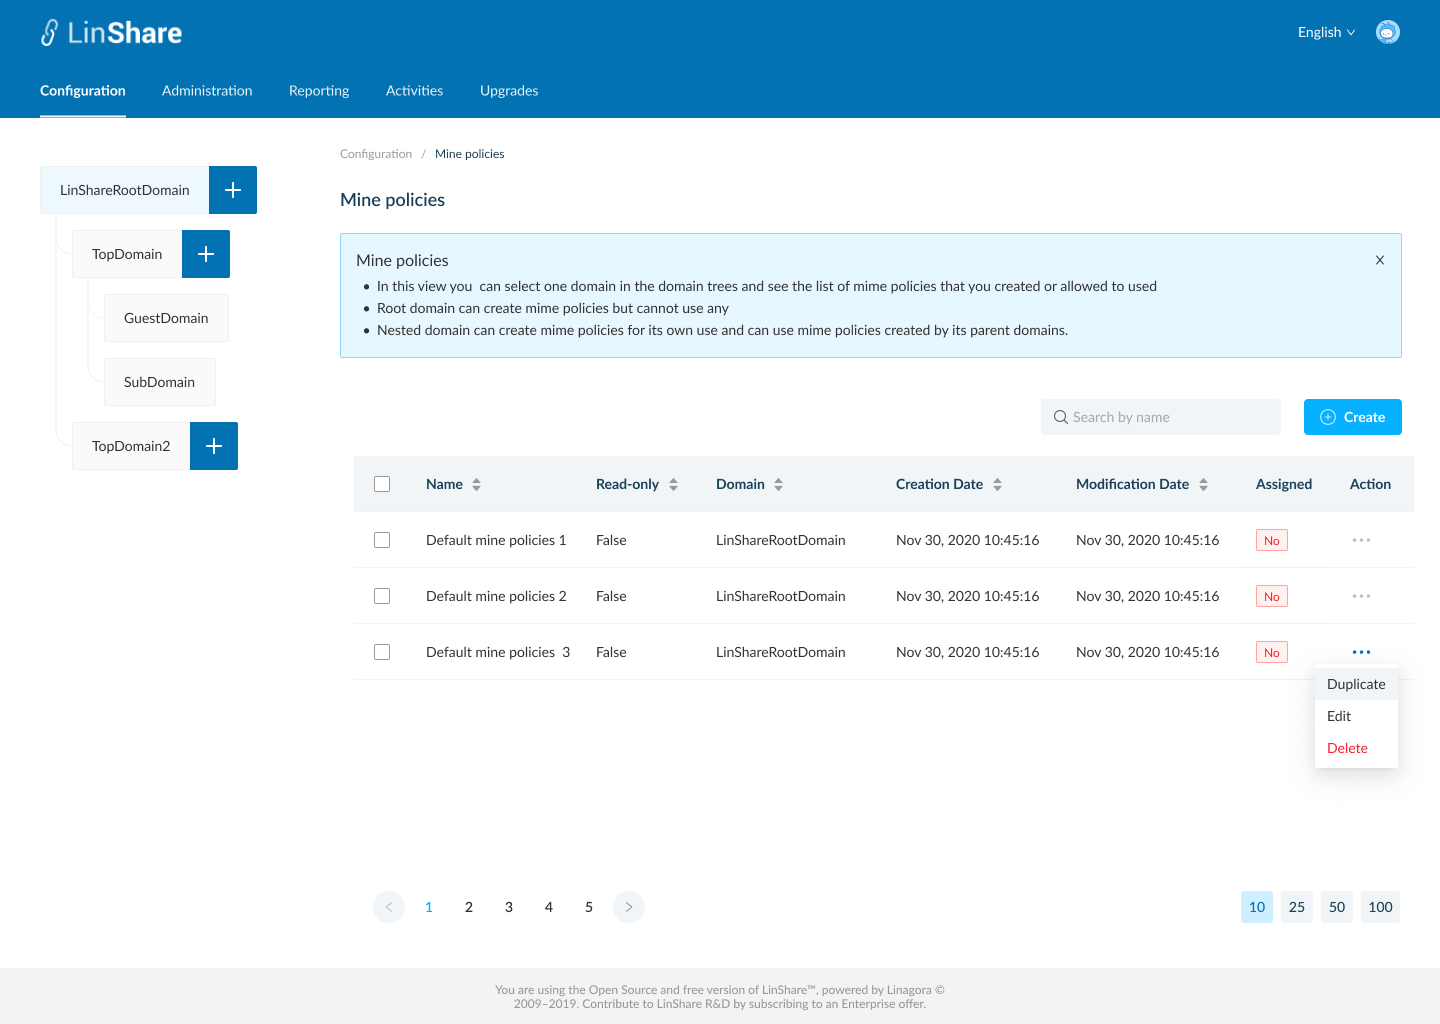 LinShare
English
Configuration Administration Reporting Activities Upgrades
Configuration / Mine policies
LinShareRootDomain
TopDomain
GuestDomain
SubDomain
TopDomain2
Mine policies
Mine policies
In this view you  can select one domain in the domain trees and see the list of mime policies that you created or allowed to used
Root domain can create mime policies but cannot use any
Nested domain can create mime policies for its own use and can use mime policies created by its parent domains.
Search by name
Create
Name Read-only Domain Creation Date Modification Date Assigned Action
Default mine policies 1 False LinShareRootDomain Nov 30, 2020 10:45:16 Nov 30, 2020 10:45:16 No
Default mine policies 2 False LinShareRootDomain Nov 30, 2020 10:45:16 Nov 30, 2020 10:45:16 No
Default mine policies  3 False LinShareRootDomain Nov 30, 2020 10:45:16 Nov 30, 2020 10:45:16 No
Duplicate
Edit
Delete
< 1 2 3 4 5 > 10 25 50 100
You are using the Open Source and free version of LinShare™, powered by Linagora ©
2009–2019. Contribute to LinShare R&D by subscribing to an Enterprise offer.